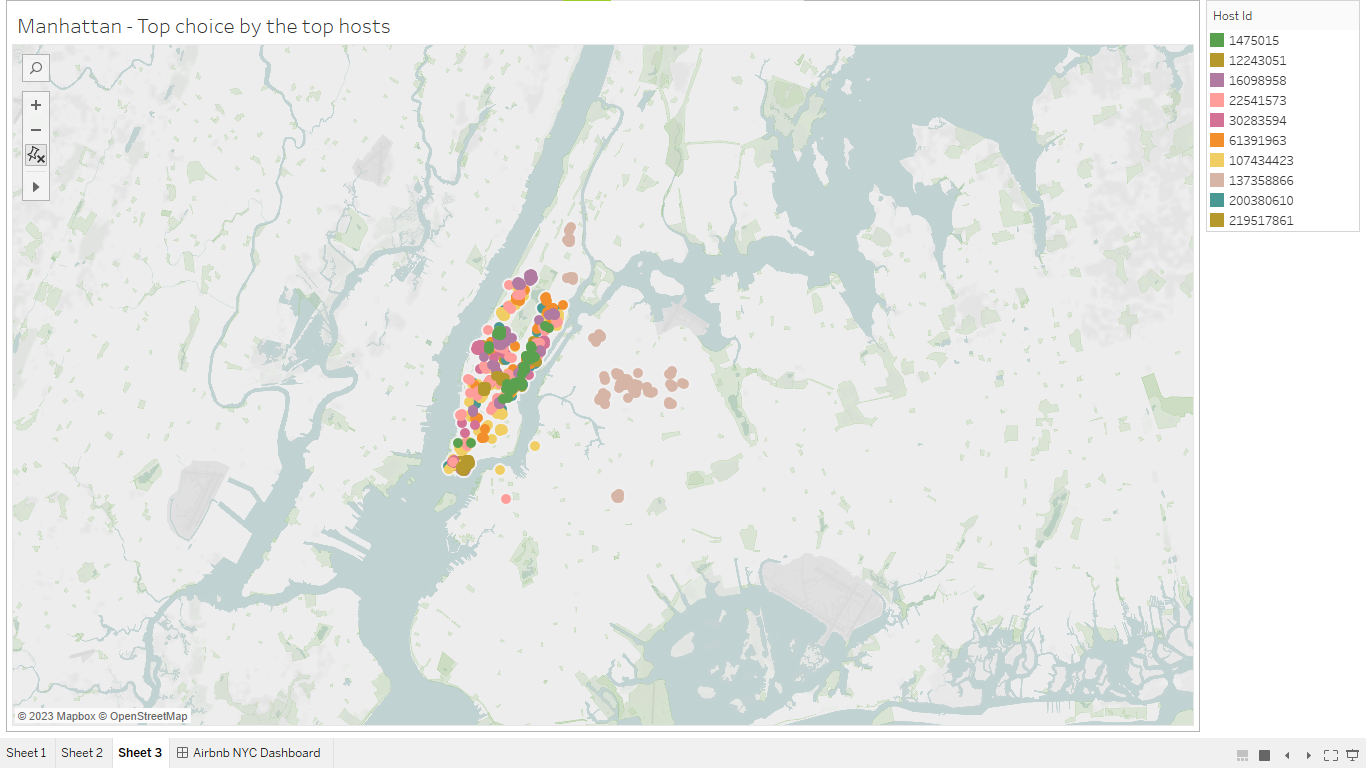 Manhattan - Top choice by the top hosts
Host Id
1475015
12243051
16098958
22541573
30283594
61391963
107434423
137358866
200380610
219517861
© 2023 Mapbox © OpenStreetMap
Sheet 1 Sheet 2 Sheet 3 Airbnb NYC Dashboard